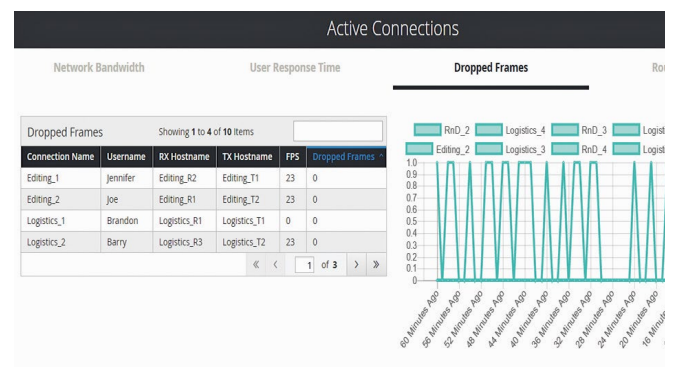 Active Connections
Network Bandwidth
User Response Time
Dropped Frames
Dropped Frames
Showing 1 to 4 of 10 Items
Connection Name Username RX Hostname TX Hostname FPS Dropped Frames
Editing_1 Jennifer Editing_R2 Editing_T1 23 0
Editing_2 Joe Editing_R1 Editing_T2 23 0
Logistics_1 Brandon Logistics_R1 Logistics_T1 0 0
Logistics_2 Barry Logistics_R3 Logistics_T2 23 0
« ‹ 1 of 3 › »
RnD_2 Logistics_4 RnD_3
Editing_2 Logistics_3 RnD_4
1.0
0.9
0.8
0.7
0.6
0.5
0.4
0.3
0.2
0.1
0
60 Minutes Ago
56 Minutes Ago
52 Minutes Ago
48 Minutes Ago
44 Minutes Ago
40 Minutes Ago
36 Minutes Ago
32 Minutes Ago
28 Minutes Ago
24 Minutes Ago
20 Minutes Ago
16 Minutes